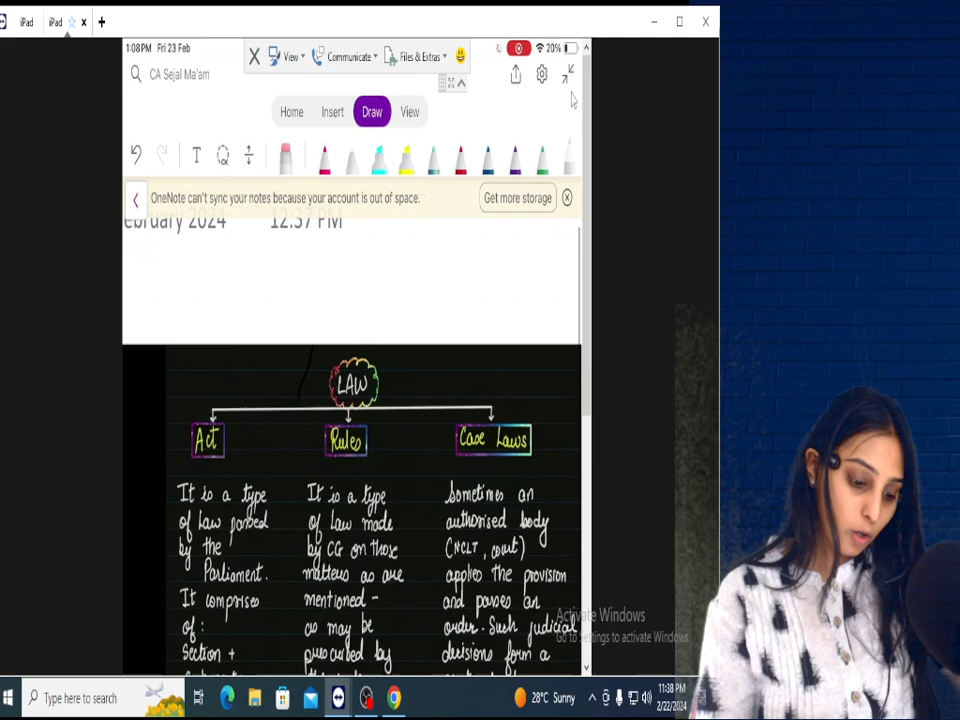 iPad
iPad
1:08PM Fri 23 Feb
View
Communicate
Files & Extras
20%
CA Sejal Ma'am
Home
Insert
Draw
View
T
OneNote can't sync your notes because your account is out of space.
Get more storage
ebruary 2024 12:37 PM
LAW
Act
Rules
Case Laws
It is a type
of Law passed
by the
Parliament.
It comprises
of:
Section +
It is a type
of Law made
by CG on those
matters as are
mentioned -
as may be
prescribed by
Sometimes an
authorised body
(NCLT, court)
applies the provision
and passes an
order. Such judicial
decisions form a
Activate Windows
Go to Settings to activate Windows
Type here to search
28°C Sunny
11:38 PM
2/22/2024